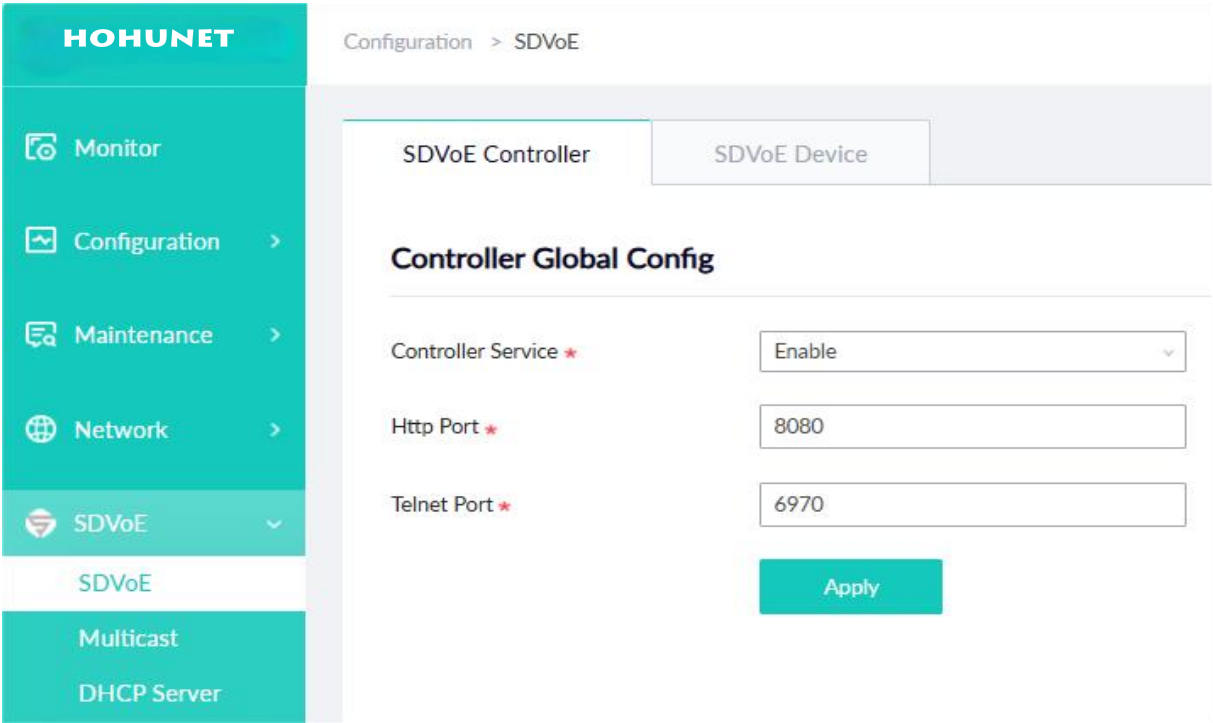 HOHUNET
Configuration > SDVoE
Monitor
Configuration >
Maintenance >
Network >
SDVoE
SDVoE
Multicast
DHCP Server
SDVoE Controller SDVoE Device
Controller Global Config
Controller Service * Enable
Http Port * 8080
Telnet Port * 6970
Apply